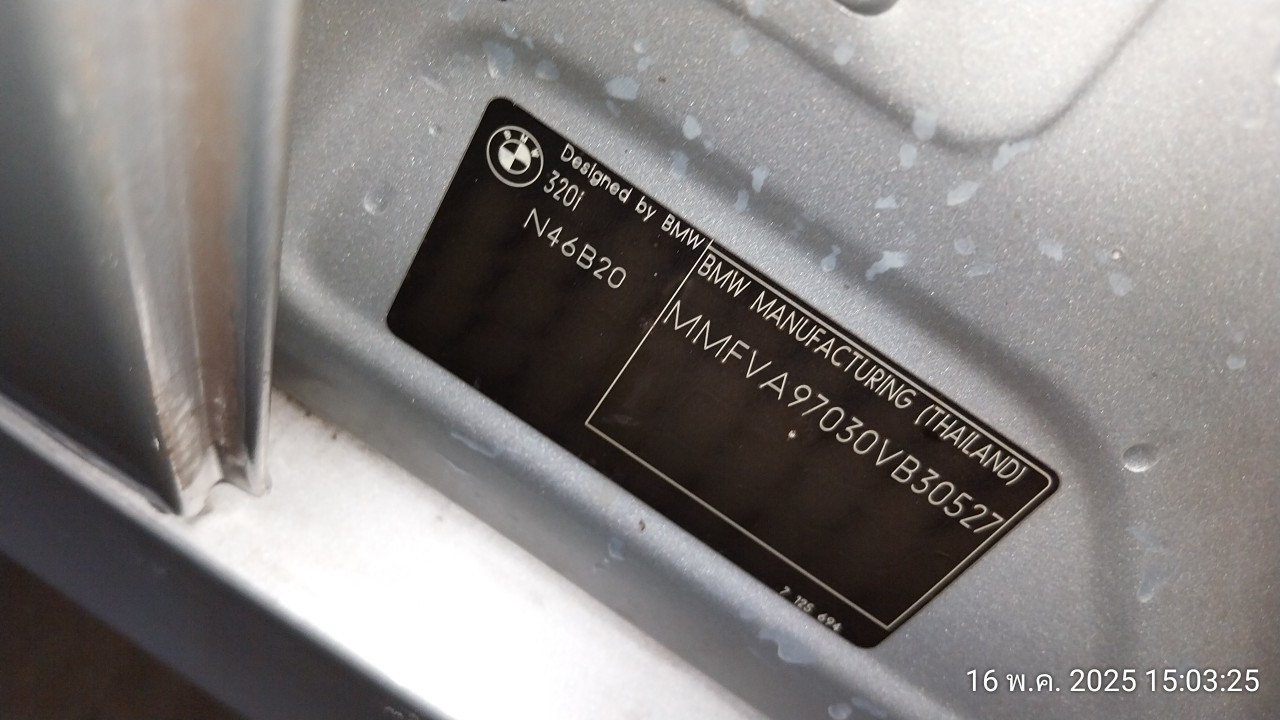 BMW
Designed by BMW
320i
N46B20
BMW MANUFACTURING (THAILAND)
MMFVA97030VB30527
7 125 694
16 พ.ค. 2025 15:03:25